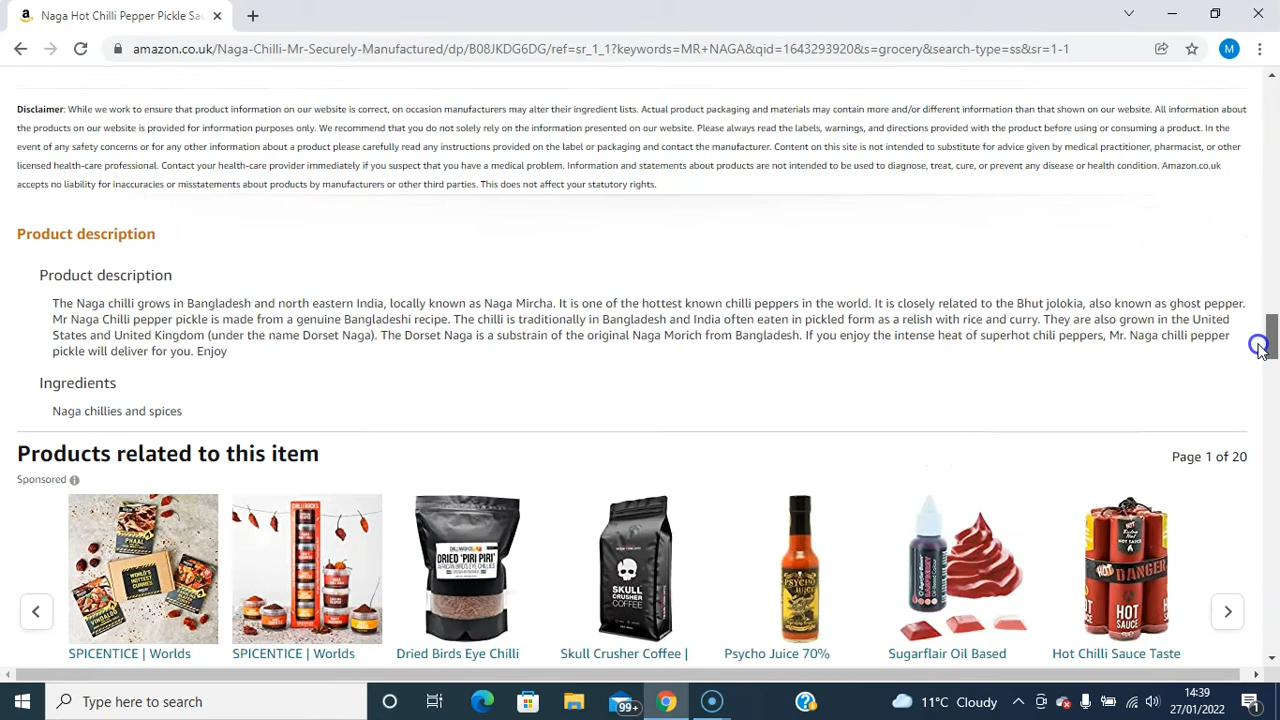 Naga Hot Chilli Pepper Pickle Sau
amazon.co.uk/Naga-Chilli-Mr-Securely-Manufactured/dp/B08JKDG6DG/ref=sr_1_1?keywords=MR+NAGA&qid=1643293920&s=grocery&search-type=ss&sr=1-1
M
Disclaimer: While we work to ensure that product information on our website is correct, on occasion manufacturers may alter their ingredient lists. Actual product packaging and materials may contain more and/or different information than that shown on our website. All information about
the products on our website is provided for information purposes only. We recommend that you do not solely rely on the information presented on our website. Please always read the labels, warnings, and directions provided with the product before using or consuming a product. In the
event of any safety concerns or for any other information about a product please carefully read any instructions provided on the label or packaging and contact the manufacturer. Content on this site is not intended to substitute for advice given by medical practitioner, pharmacist, or other
licensed health-care professional. Contact your health-care provider immediately if you suspect that you have a medical problem. Information and statements about products are not intended to be used to diagnose, treat, cure, or prevent any disease or health condition. Amazon.co.uk
accepts no liability for inaccuracies or misstatements about products by manufacturers or other third parties. This does not affect your statutory rights.
Product description
Product description
The Naga chilli grows in Bangladesh and north eastern India, locally known as Naga Mircha. It is one of the hottest known chilli peppers in the world. It is closely related to the Bhut jolokia, also known as ghost pepper.
Mr Naga Chilli pepper pickle is made from a genuine Bangladeshi recipe. The chilli is traditionally in Bangladesh and India often eaten in pickled form as a relish with rice and curry. They are also grown in the United
States and United Kingdom (under the name Dorset Naga). The Dorset Naga is a substrain of the original Naga Morich from Bangladesh. If you enjoy the intense heat of superhot chili peppers, Mr. Naga chilli pepper
pickle will deliver for you. Enjoy
Ingredients
Naga chillies and spices
Products related to this item
Page 1 of 20
Sponsored
DRIED 'PIRI PIRI'
SKULL
CRUSHER
COFFEE
PSYCHO
JUICE
DANGER
HOT
SAUCE
SPICENTICE | Worlds
SPICENTICE | Worlds
Dried Birds Eye Chilli
Skull Crusher Coffee |
Psycho Juice 70%
Sugarflair Oil Based
Hot Chilli Sauce Taste
Type here to search
99+
11°C Cloudy
14:39
27/01/2022
1